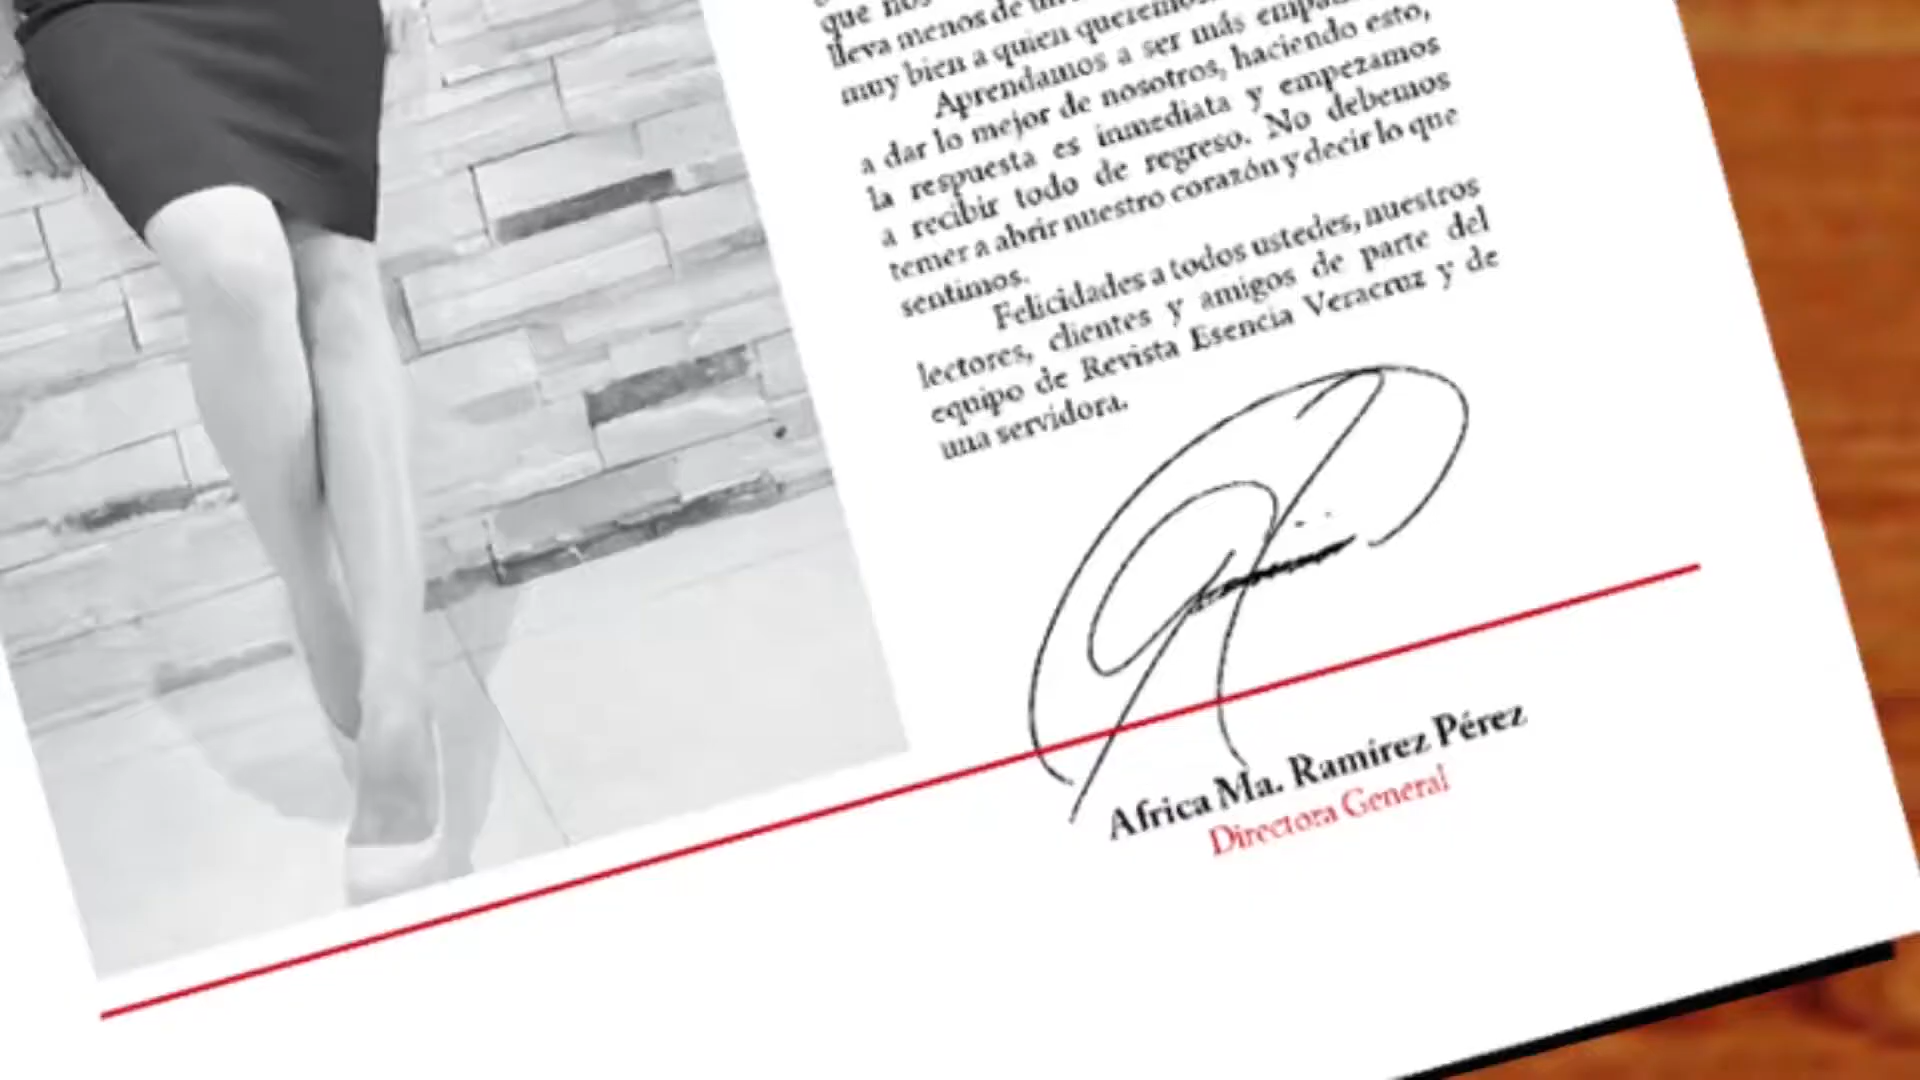 que nos
lleva menos de un
muy bien a quien queremos
Aprendamos a ser más
a dar lo mejor de nosotros, haciendo esto,
la respuesta es inmediata y empezamos
a recibir todo de regreso. No debemos
temer a abrir nuestro corazón y decir lo que
sentimos.
Felicidades a todos ustedes, nuestros
lectores, clientes y amigos de parte del
equipo de Revista Esencia Veracruz y de
una servidora.
Africa Ma. Ramirez Pérez
Directora General